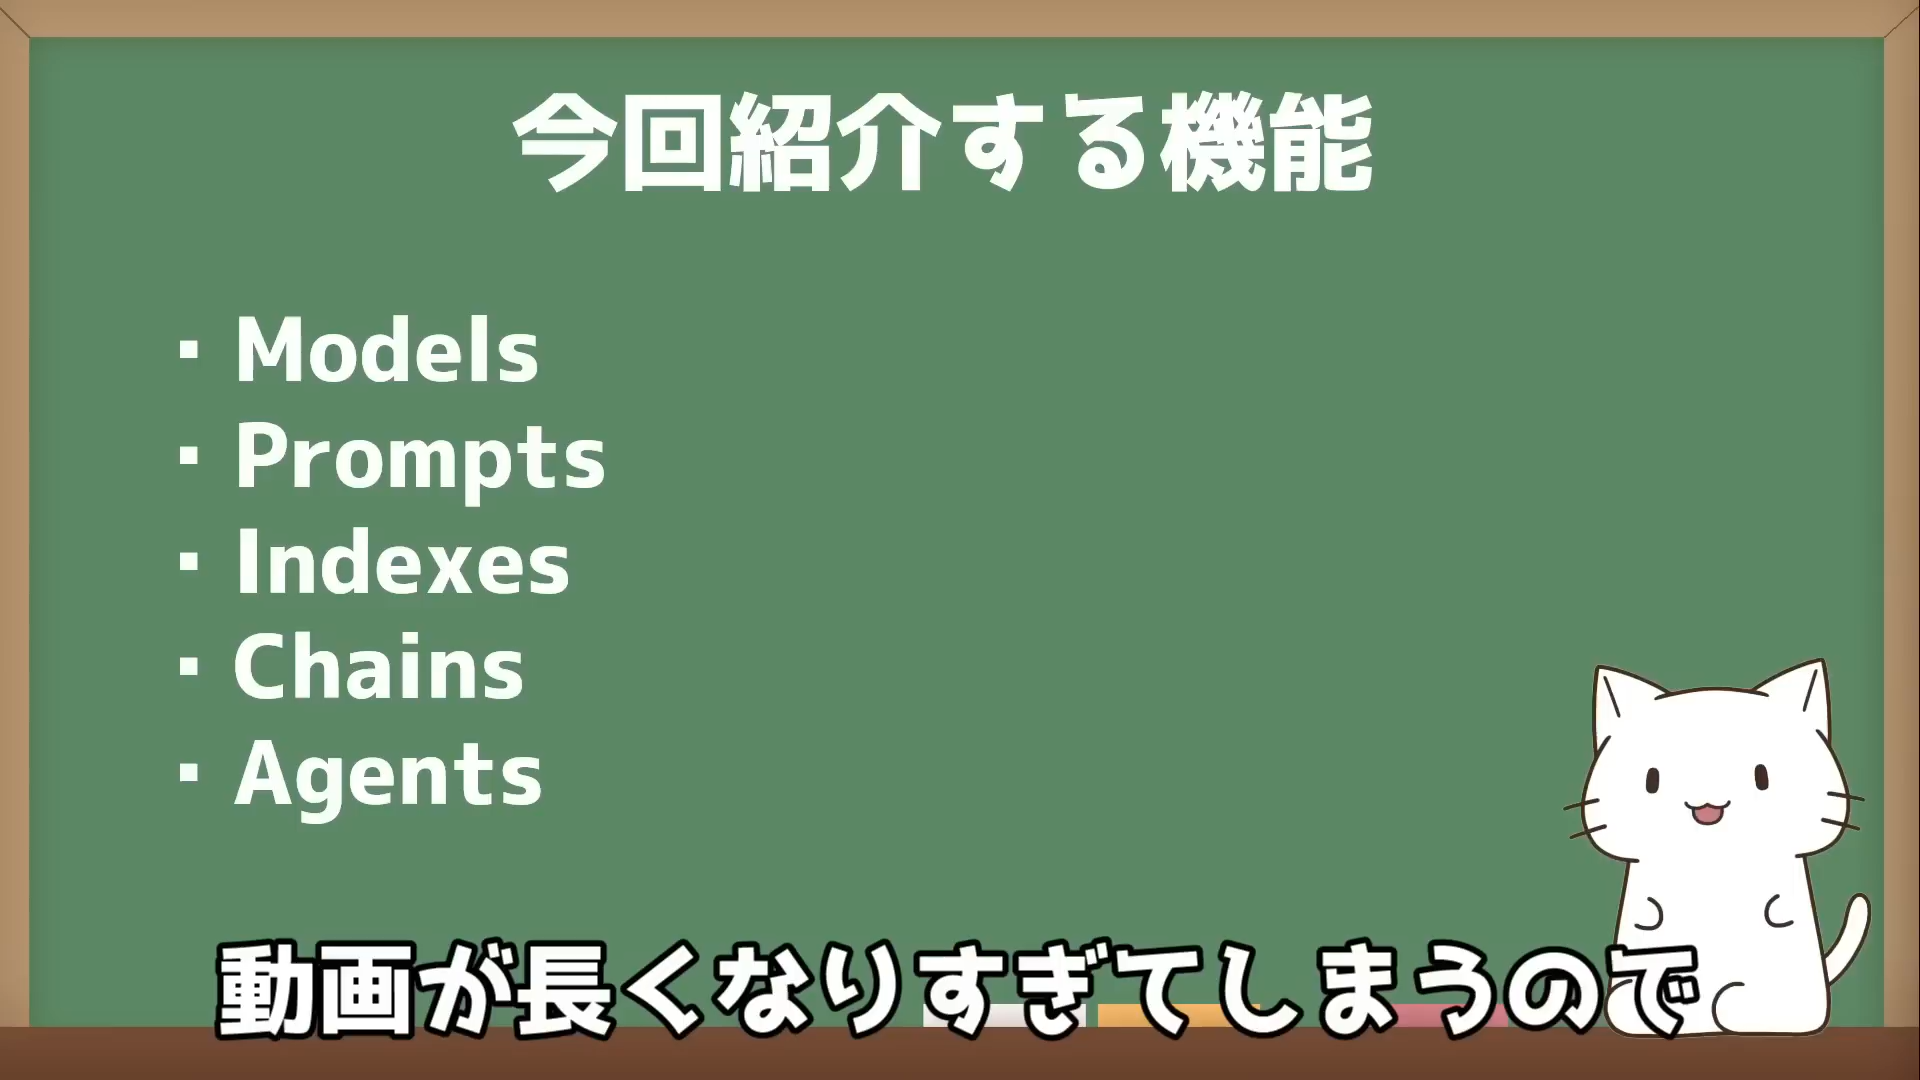 今回紹介する機能
・Models
・Prompts
・Indexes
・Chains
・Agents
動画が長くなりすぎてしまうので